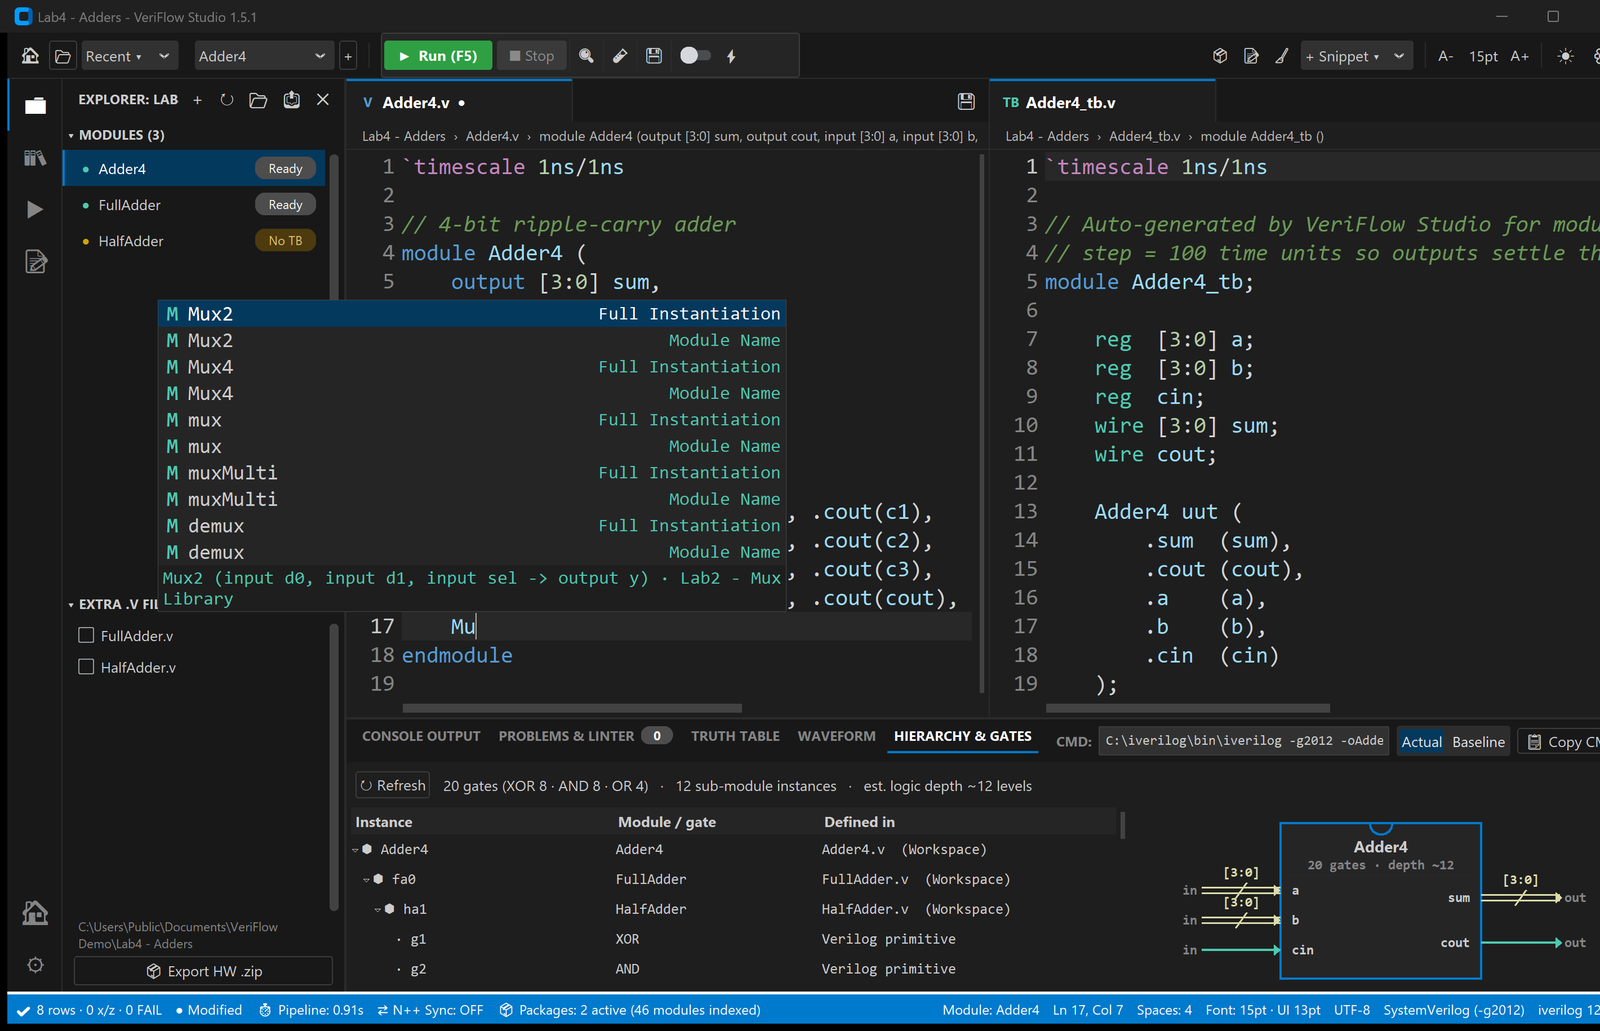 Lab4 - Adders - VeriFlow Studio 1.5.1
Recent
Adder4
+
Run (F5)
Stop
+ Snippet
A- 15pt A+
EXPLORER: LAB
MODULES (3)
Adder4 Ready
FullAdder Ready
HalfAdder No TB
V Adder4.v
Lab4 - Adders › Adder4.v › module Adder4 (output [3:0] sum, output cout, input [3:0] a, input [3:0] b,
1 `timescale 1ns/1ns
2
3 // 4-bit ripple-carry adder
4 module Adder4 (
5 output [3:0] sum,
M Mux2 Full Instantiation
M Mux2 Module Name
M Mux4 Full Instantiation
M Mux4 Module Name
M mux Full Instantiation
M mux Module Name
M muxMulti Full Instantiation
M muxMulti Module Name
M demux Full Instantiation
M demux Module Name
Mux2 (input d0, input d1, input sel -> output y) · Lab2 - Mux
Library
, .cout(c1),
, .cout(c2),
, .cout(c3),
, .cout(cout),
17 Mu
18 endmodule
19
EXTRA .V FIL
FullAdder.v
HalfAdder.v
C:\Users\Public\Documents\VeriFlow
Demo\Lab4 - Adders
Export HW .zip
TB Adder4_tb.v
Lab4 - Adders › Adder4_tb.v › module Adder4_tb ()
1 `timescale 1ns/1ns
2
3 // Auto-generated by VeriFlow Studio for modu
4 // step = 100 time units so outputs settle th
5 module Adder4_tb;
6
7 reg [3:0] a;
8 reg [3:0] b;
9 reg cin;
10 wire [3:0] sum;
11 wire cout;
12
13 Adder4 uut (
14 .sum (sum),
15 .cout (cout),
16 .a (a),
17 .b (b),
18 .cin (cin)
19 );
CONSOLE OUTPUT PROBLEMS & LINTER 0 TRUTH TABLE WAVEFORM HIERARCHY & GATES
CMD: C:\iverilog\bin\iverilog -g2012 -oAdde Actual Baseline Copy CM
Refresh 20 gates (XOR 8 · AND 8 · OR 4) · 12 sub-module instances · est. logic depth ~12 levels
Instance Module / gate Defined in
Adder4 Adder4 Adder4.v (Workspace)
fa0 FullAdder FullAdder.v (Workspace)
ha1 HalfAdder HalfAdder.v (Workspace)
· g1 XOR Verilog primitive
· g2 AND Verilog primitive
Adder4
20 gates · depth ~12
in [3:0] a
in [3:0] b
in cin
sum [3:0] out
cout out
8 rows · 0 x/z · 0 FAIL ● Modified Pipeline: 0.91s N++ Sync: OFF Packages: 2 active (46 modules indexed) Module: Adder4 Ln 17, Col 7 Spaces: 4 Font: 15pt · UI 13pt UTF-8 SystemVerilog (-g2012) iverilog 12